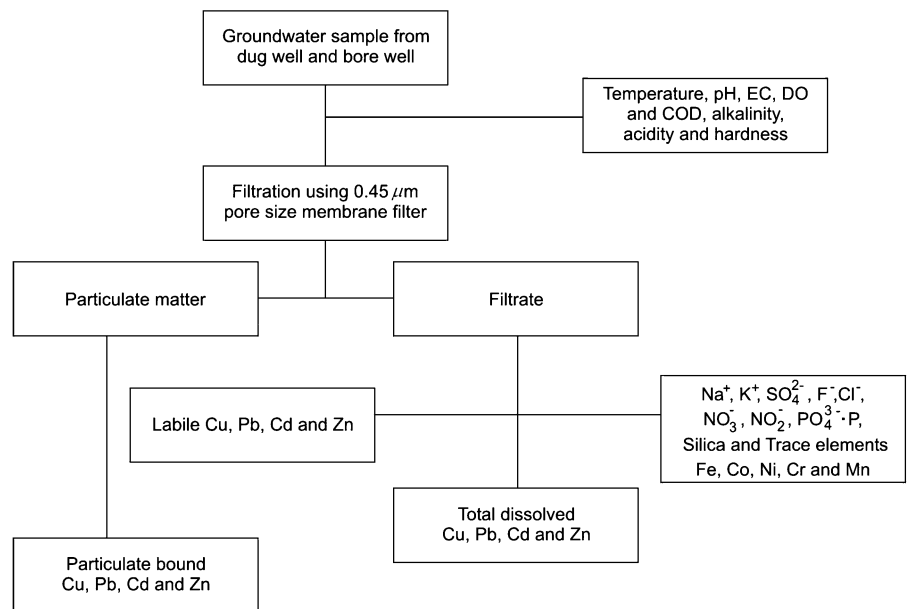 Groundwater sample from
dug well and bore well
Temperature, pH, EC, DO
and COD, alkalinity,
acidity and hardness
Filtration using 0.45 μm
pore size membrane filter
Particulate matter
Filtrate
Labile Cu, Pb, Cd and Zn
Na⁺, K⁺, SO₄²⁻, F⁻,Cl⁻,
NO₃⁻, NO₂⁻, PO₄³⁻·P,
Silica and Trace elements
Fe, Co, Ni, Cr and Mn
Total dissolved
Cu, Pb, Cd and Zn
Particulate bound
Cu, Pb, Cd and Zn